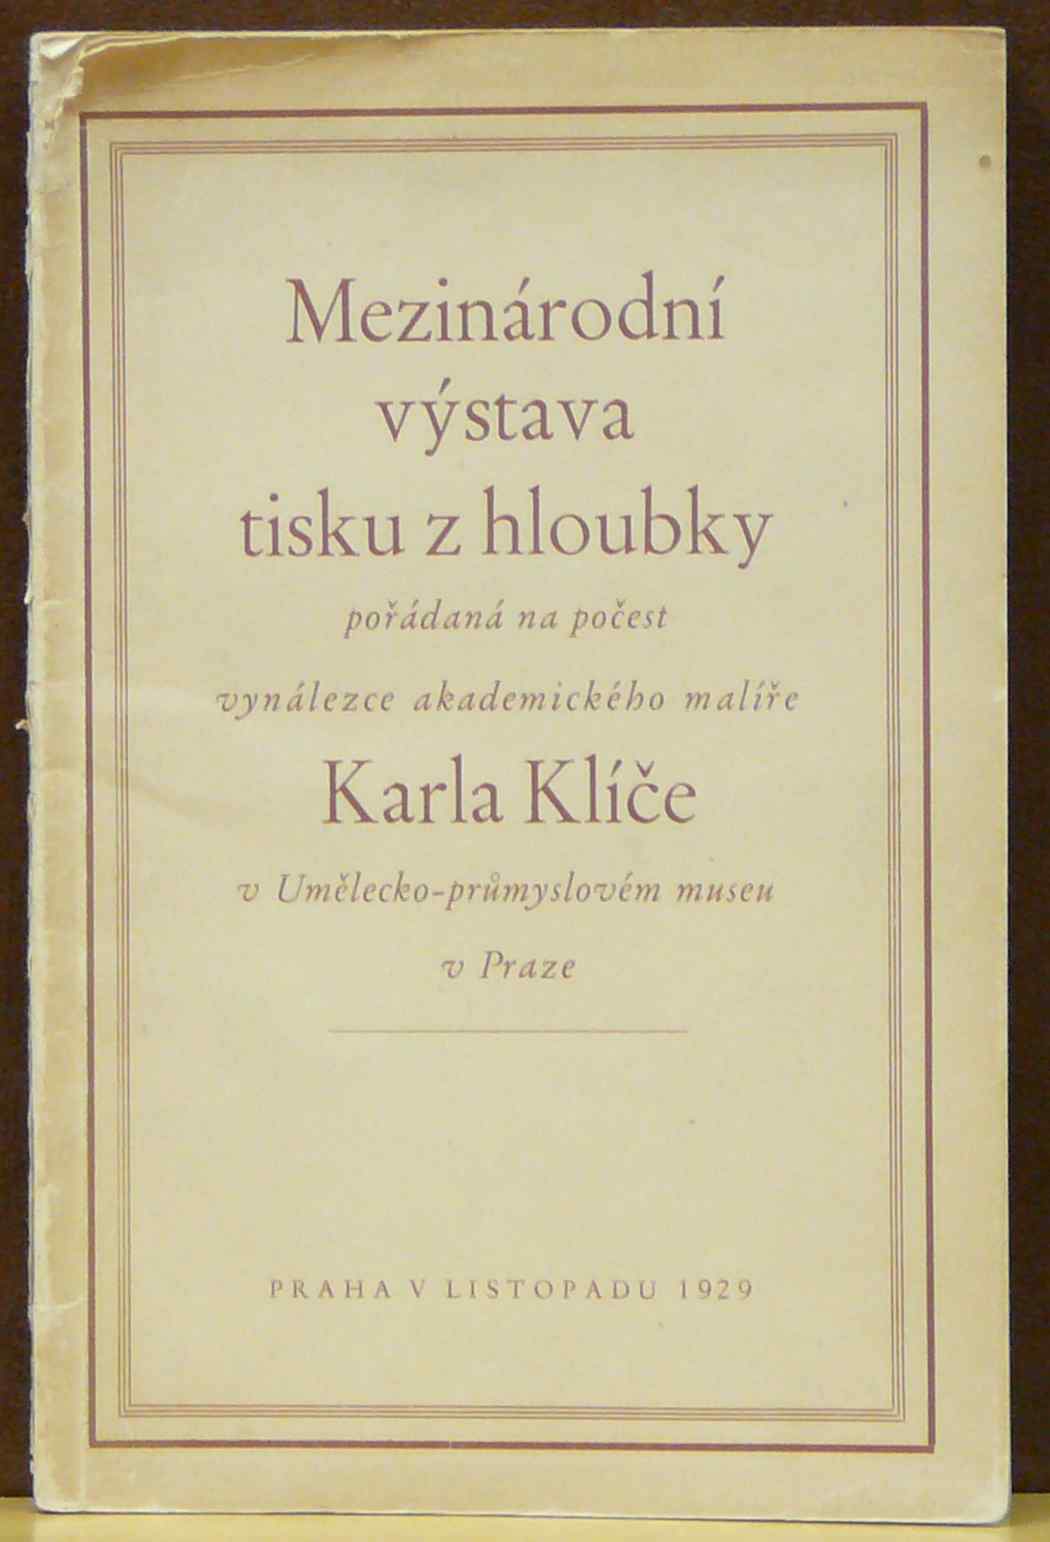 Mezinárodní
výstava
tisku z hloubky
pořádaná na počest
vynálezce akademického malíře
Karla Klíče
v Umělecko-průmyslovém museu
v Praze
PRAHA V LISTOPADU 1929